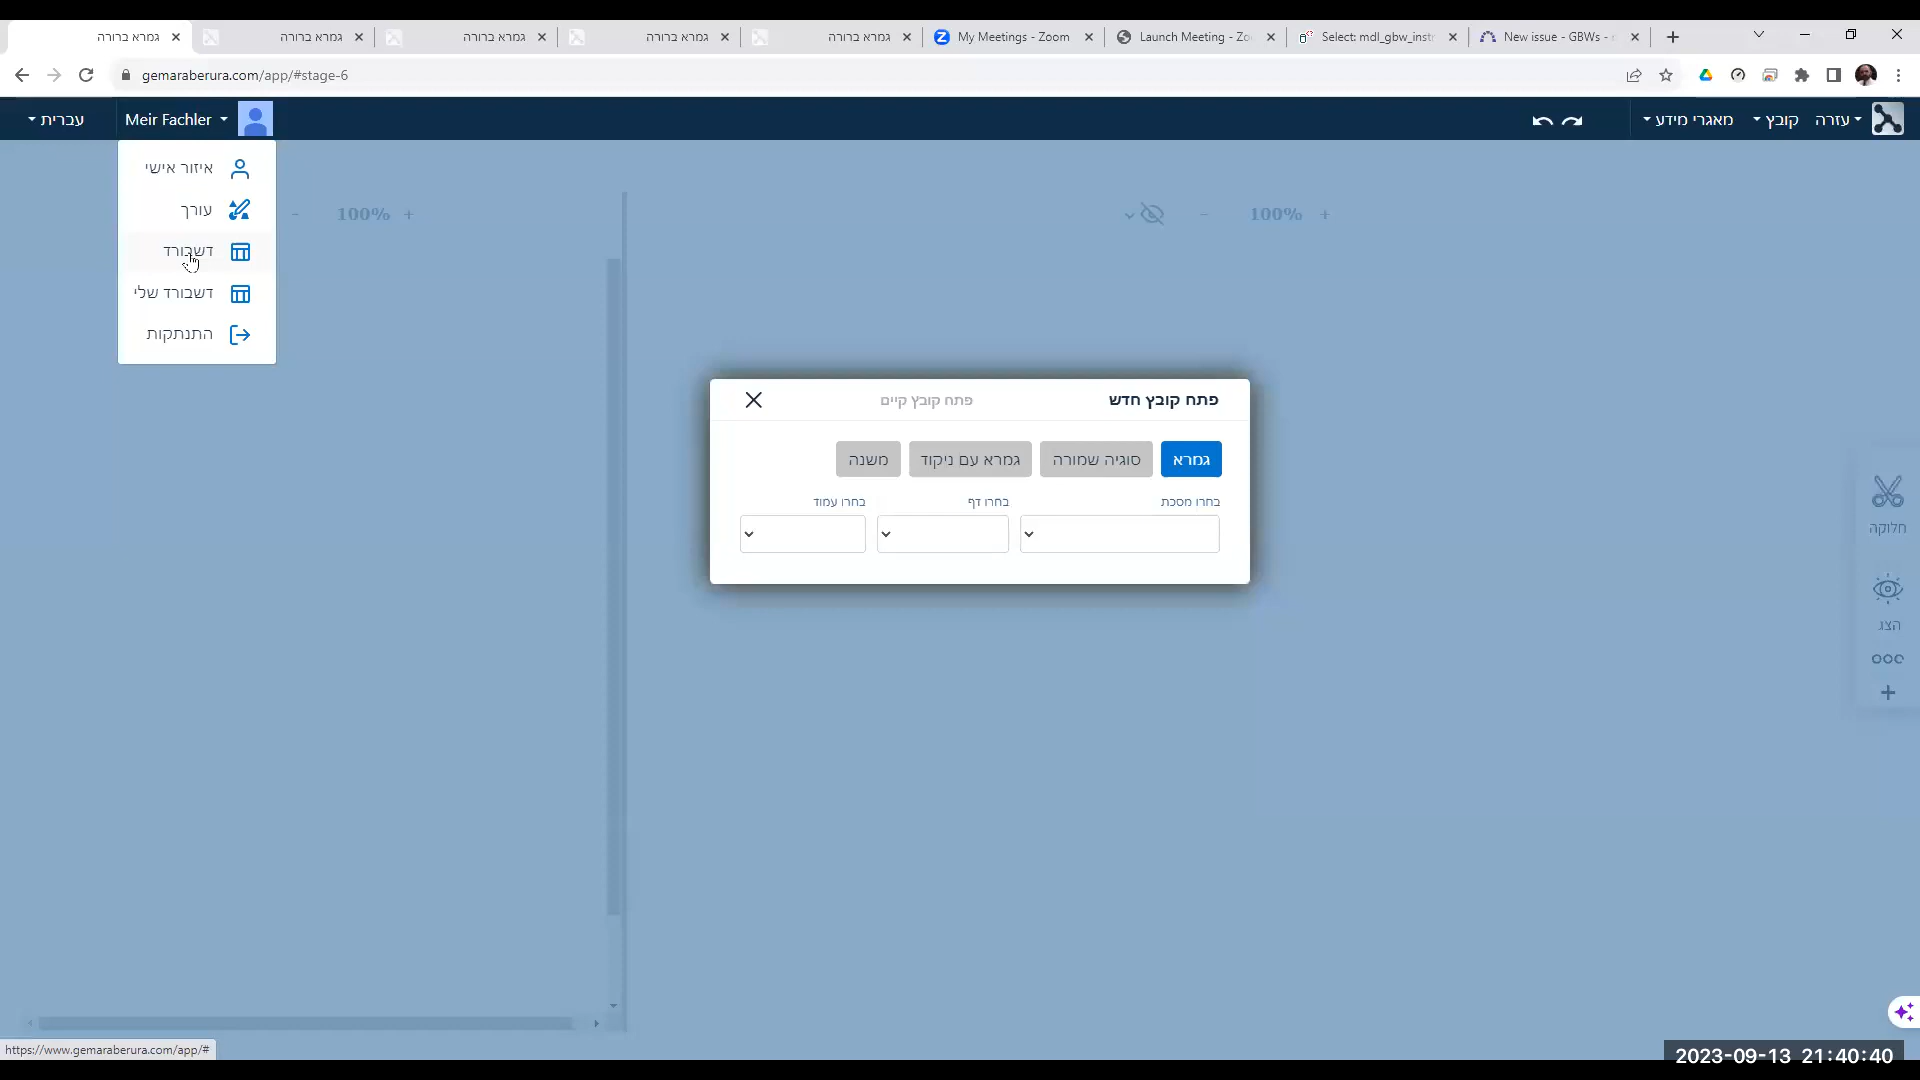 גמרא ברורה
גמרא ברורה
גמרא ברורה
גמרא ברורה
גמרא ברורה
My Meetings - Zoom
Launch Meeting - Zo
Select: mdl_gbw_inst
New issue - GBWs -
gemaraberura.com/app/#stage-6
עזרה
קובץ
מאגרי מידע
Meir Fachler
עברית
איזור אישי
עורך
דשבורד
דשבורד שלי
התנתקות
- 100% +
- 100% +
פתח קובץ חדש
פתח קובץ קיים
גמרא
סוגיה שמורה
גמרא עם ניקוד
משנה
בחרו מסכת
בחרו דף
בחרו עמוד
חלוקה
הצג
https://www.gemaraberura.com/app/#
2023-09-13 21:40:40